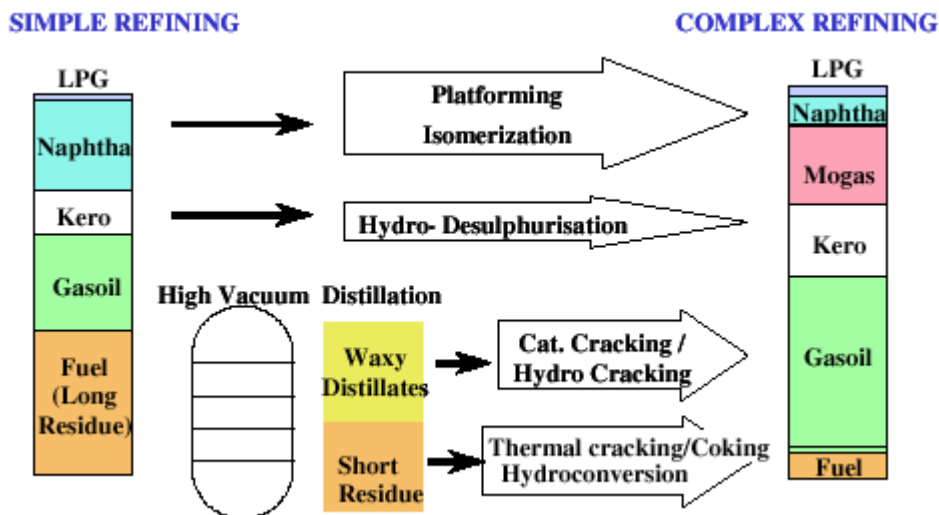 SIMPLE REFINING
COMPLEX REFINING
LPG
Naphtha
Kero
Gasoil
Fuel
(Long
Residue)
Platforming
Isomerization
Hydro- Desulphurisation
High Vacuum Distillation
Waxy
Distillates
Short
Residue
Cat. Cracking /
Hydro Cracking
Thermal cracking/Coking
Hydroconversion
LPG
Naphtha
Mogas
Kero
Gasoil
Fuel